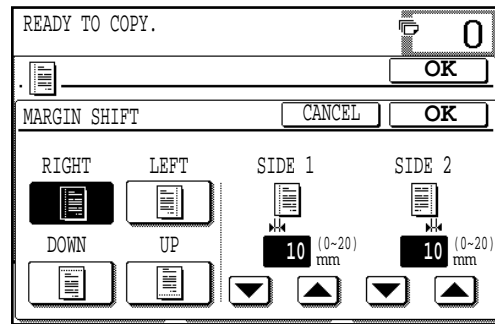 READY TO COPY.
0
OK
MARGIN SHIFT
CANCEL
OK
RIGHT LEFT SIDE 1 SIDE 2
DOWN UP 10 (0~20) mm 10 (0~20) mm